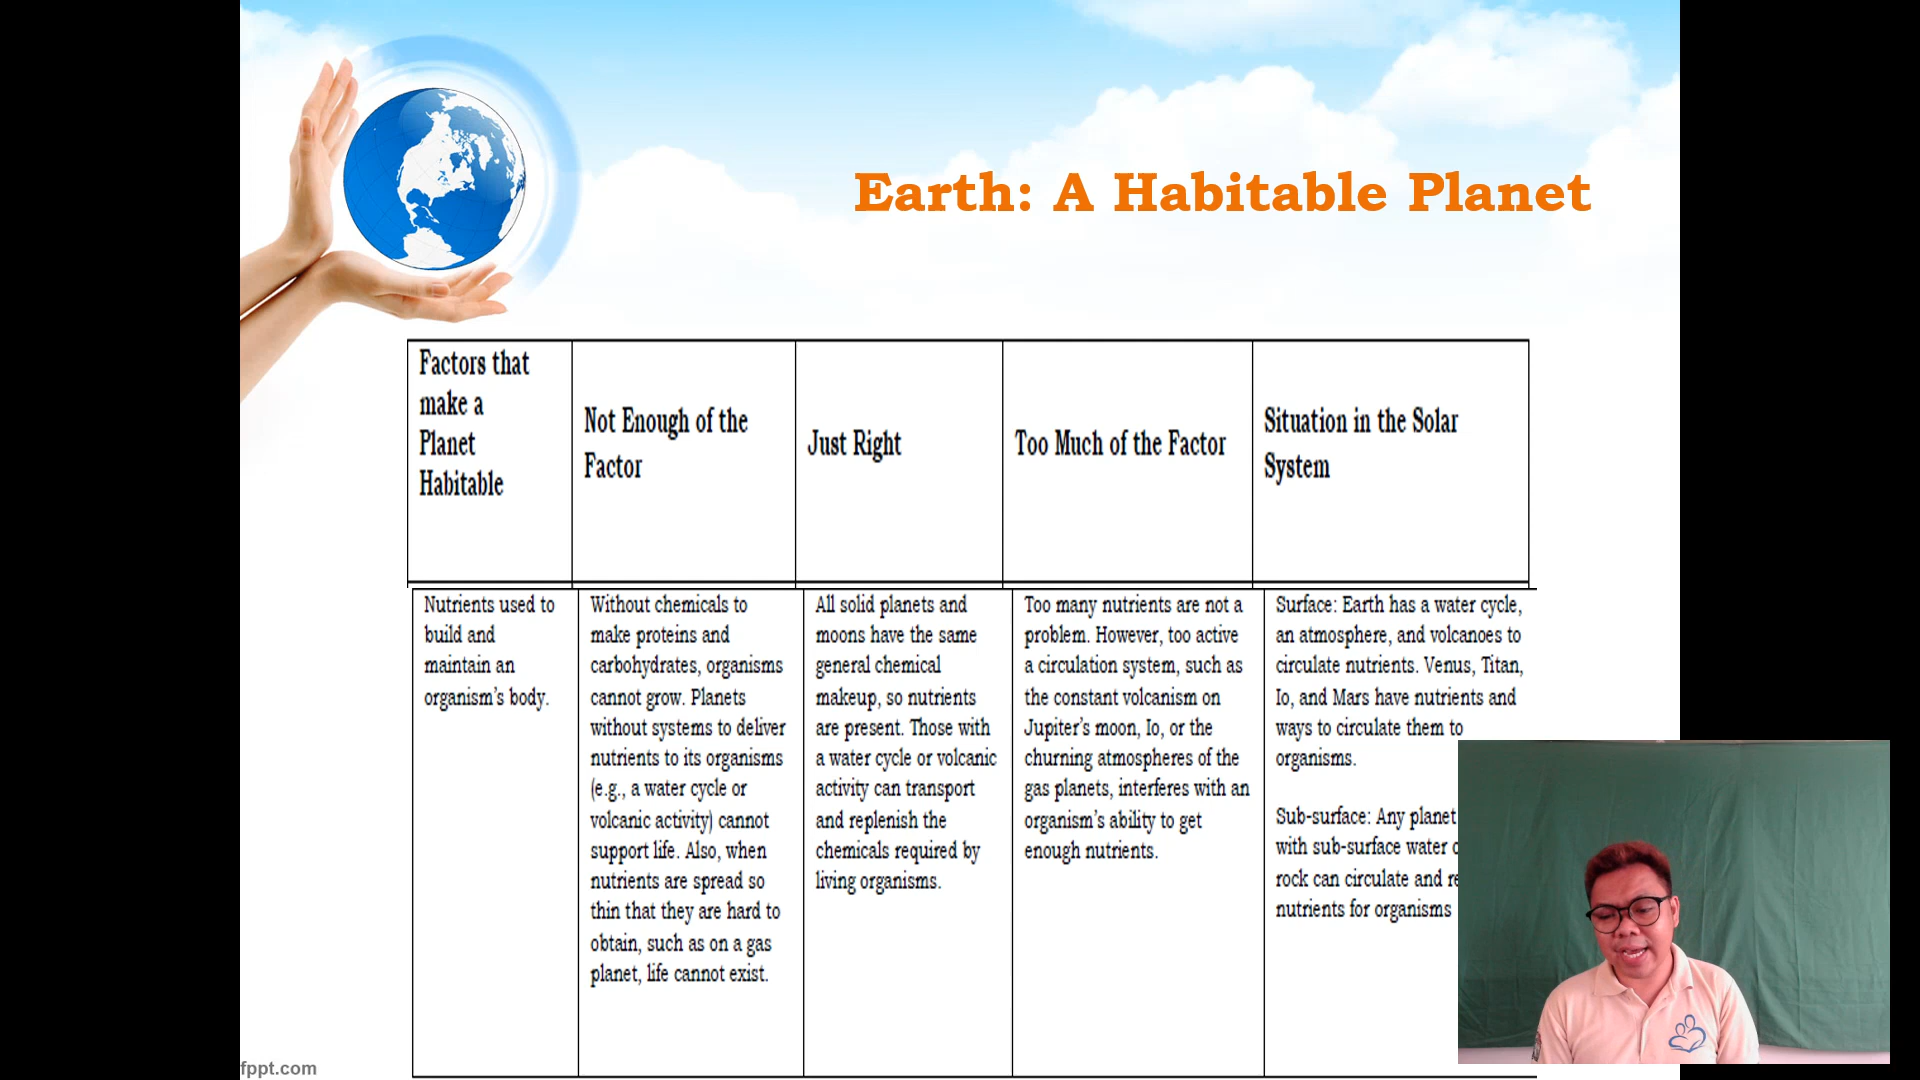 Earth: A Habitable Planet
Factors that
make a
Planet
Habitable
Not Enough of the
Factor
Just Right
Too Much of the Factor
Situation in the Solar
System
Nutrients used to
build and
maintain an
organism's body.
Without chemicals to
make proteins and
carbohydrates, organisms
cannot grow. Planets
without systems to deliver
nutrients to its organisms
(e.g., a water cycle or
volcanic activity) cannot
support life. Also, when
nutrients are spread so
thin that they are hard to
obtain, such as on a gas
planet, life cannot exist.
All solid planets and
moons have the same
general chemical
makeup, so nutrients
are present. Those with
a water cycle or volcanic
activity can transport
and replenish the
chemicals required by
living organisms.
Too many nutrients are not a
problem. However, too active
a circulation system, such as
the constant volcanism on
Jupiter's moon, Io, or the
churning atmospheres of the
gas planets, interferes with an
organism's ability to get
enough nutrients.
Surface: Earth has a water cycle,
an atmosphere, and volcanoes to
circulate nutrients. Venus, Titan,
Io, and Mars have nutrients and
ways to circulate them to
organisms.
Sub-surface: Any planet
with sub-surface water
rock can circulate and
nutrients for organisms
fppt.com